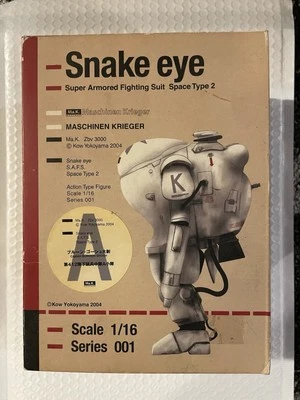 Snake eye
Super Armored Fighting Suit Space Type 2
Ma.K. Maschinen Krieger
MASCHINEN KRIEGER
Ma.K. Zbv 3000
© Kow Yokoyama 2004
Snake eye
S.A.F.S.
Space Type 2
Action Type Figure
Scale 1/16
Series 001
K
A
Ma.K.
©Kow Yokoyama 2004
Scale 1/16
Series 001